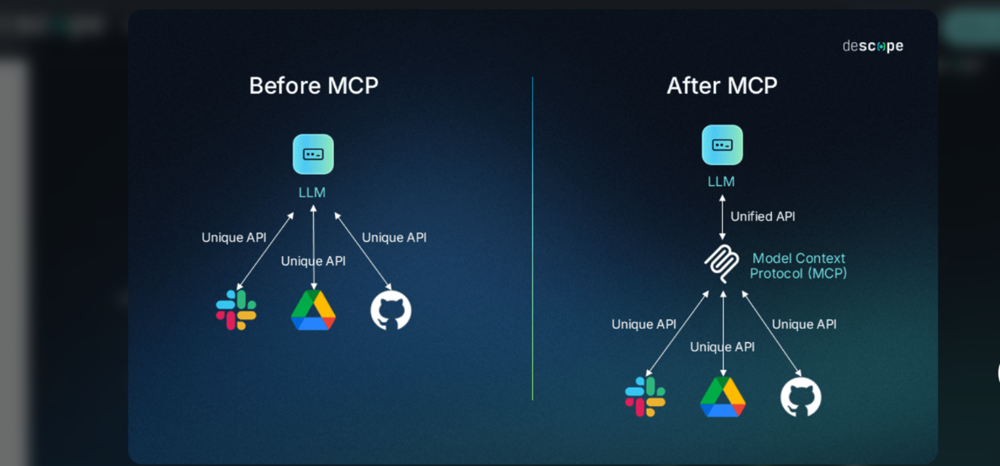 descope
Before MCP
LLM
Unique API
Unique API
Unique API
After MCP
LLM
Unified API
Model Context
Protocol (MCP)
Unique API
Unique API
Unique API